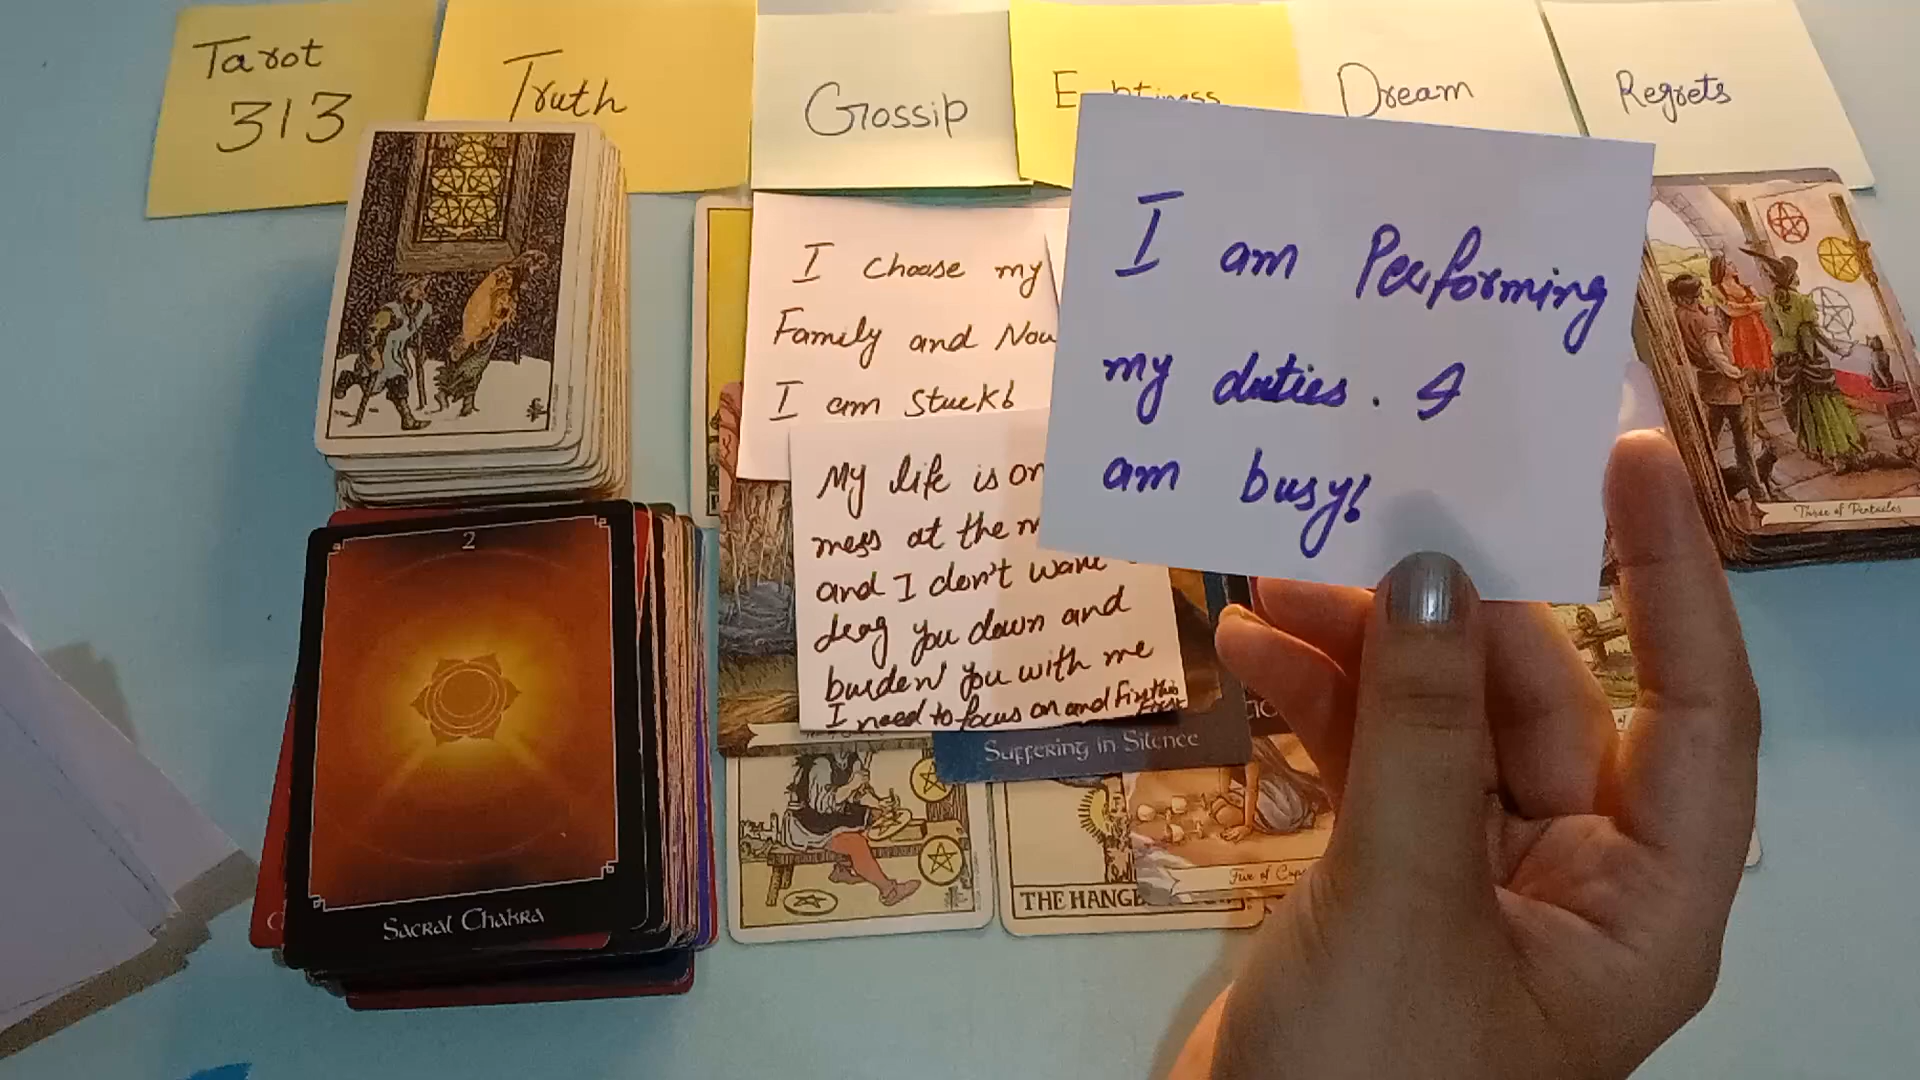 Tarot
313
Truth
Gossip
Dream
Regrets
I choose my
Family and Now
I am stuck!
I am Performing
my duties. I
am busy!
My life is
mess at the
and I don't want
drag you down and
burden you with me
I need to focus on and Fix this
First
Suffering in Silence
2
Sacral Chakra
Three of Pentacles
Five of Cups
THE HANGE